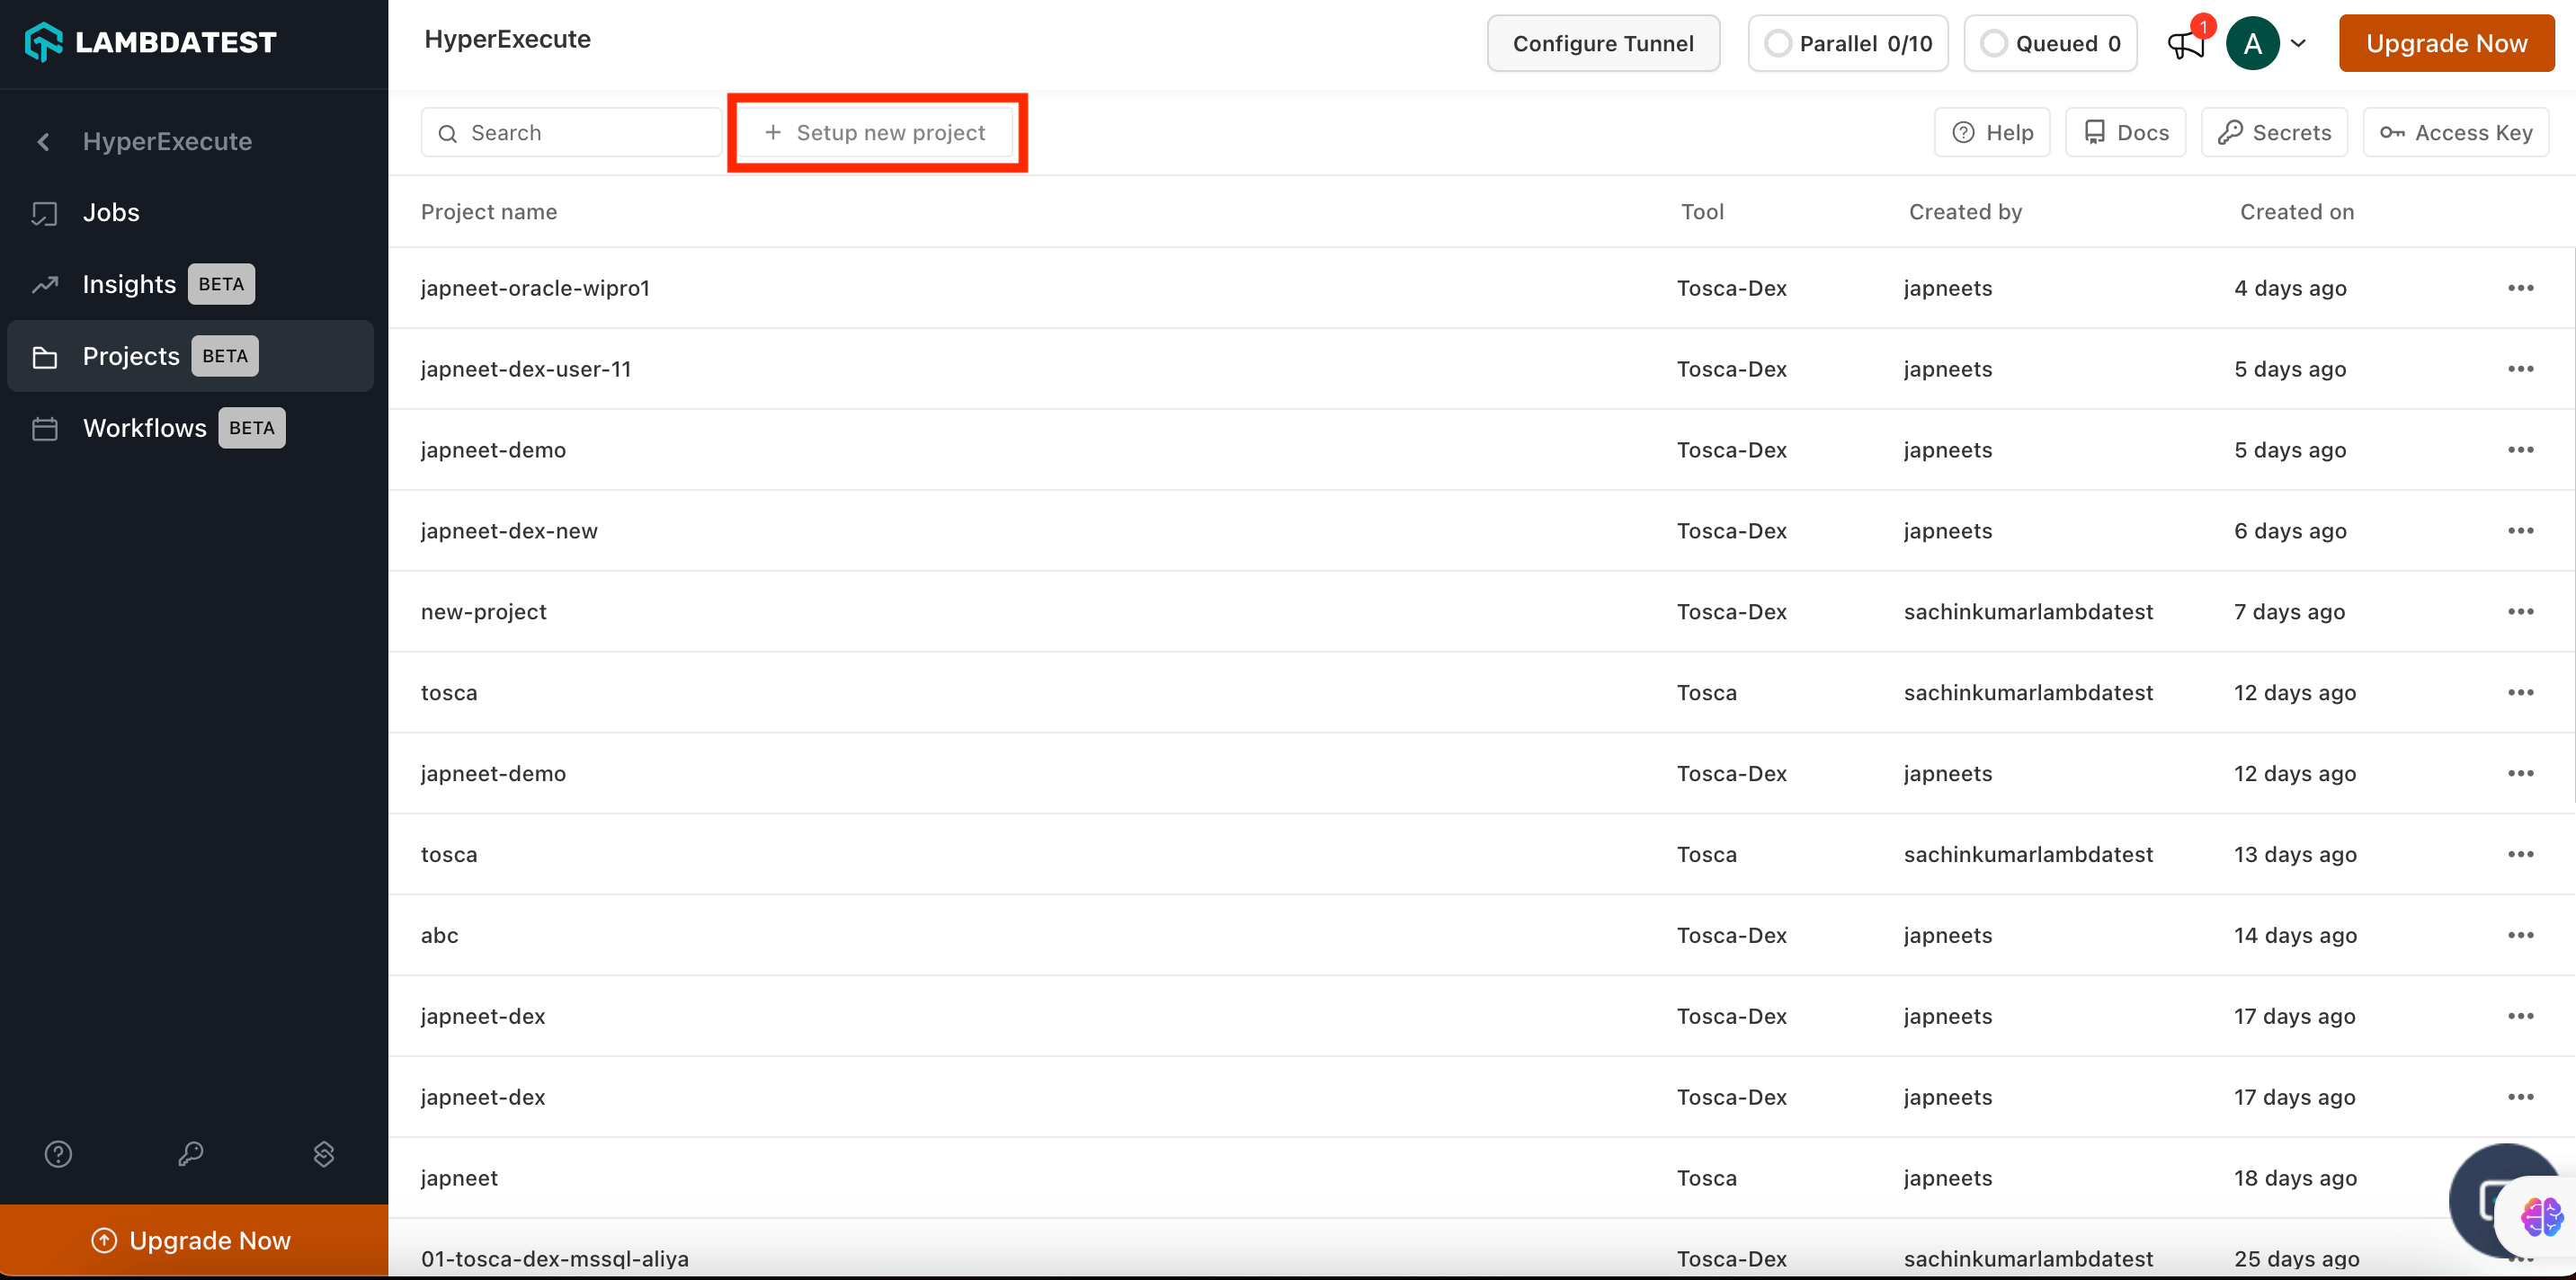 LAMBDATEST
HyperExecute
Configure Tunnel
Parallel 0/10
Queued 0
1
A
Upgrade Now
HyperExecute
Jobs
Insights BETA
Projects BETA
Workflows BETA
Upgrade Now
Search
+ Setup new project
Help
Docs
Secrets
Access Key
Project name Tool Created by Created on
japneet-oracle-wipro1 Tosca-Dex japneets 4 days ago
japneet-dex-user-11 Tosca-Dex japneets 5 days ago
japneet-demo Tosca-Dex japneets 5 days ago
japneet-dex-new Tosca-Dex japneets 6 days ago
new-project Tosca-Dex sachinkumarlambdatest 7 days ago
tosca Tosca sachinkumarlambdatest 12 days ago
japneet-demo Tosca-Dex japneets 12 days ago
tosca Tosca sachinkumarlambdatest 13 days ago
abc Tosca-Dex japneets 14 days ago
japneet-dex Tosca-Dex japneets 17 days ago
japneet-dex Tosca-Dex japneets 17 days ago
japneet Tosca japneets 18 days ago
01-tosca-dex-mssql-aliya Tosca-Dex sachinkumarlambdatest 25 days ago